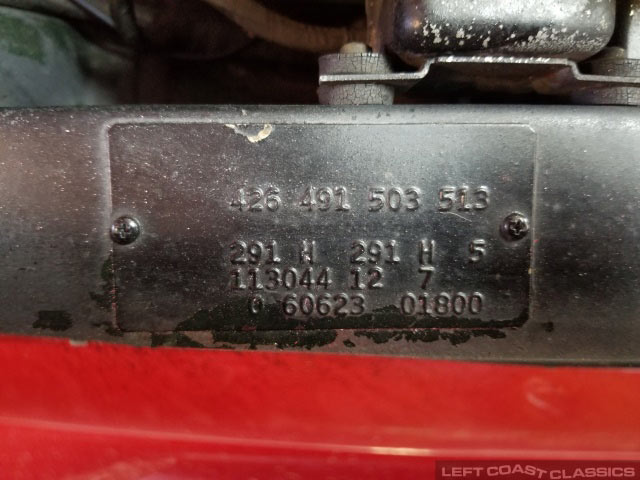 426 491 503 513
291 H 291 H 5
113044 12 7
0 60623 01800
LEFT COAST CLASSICS